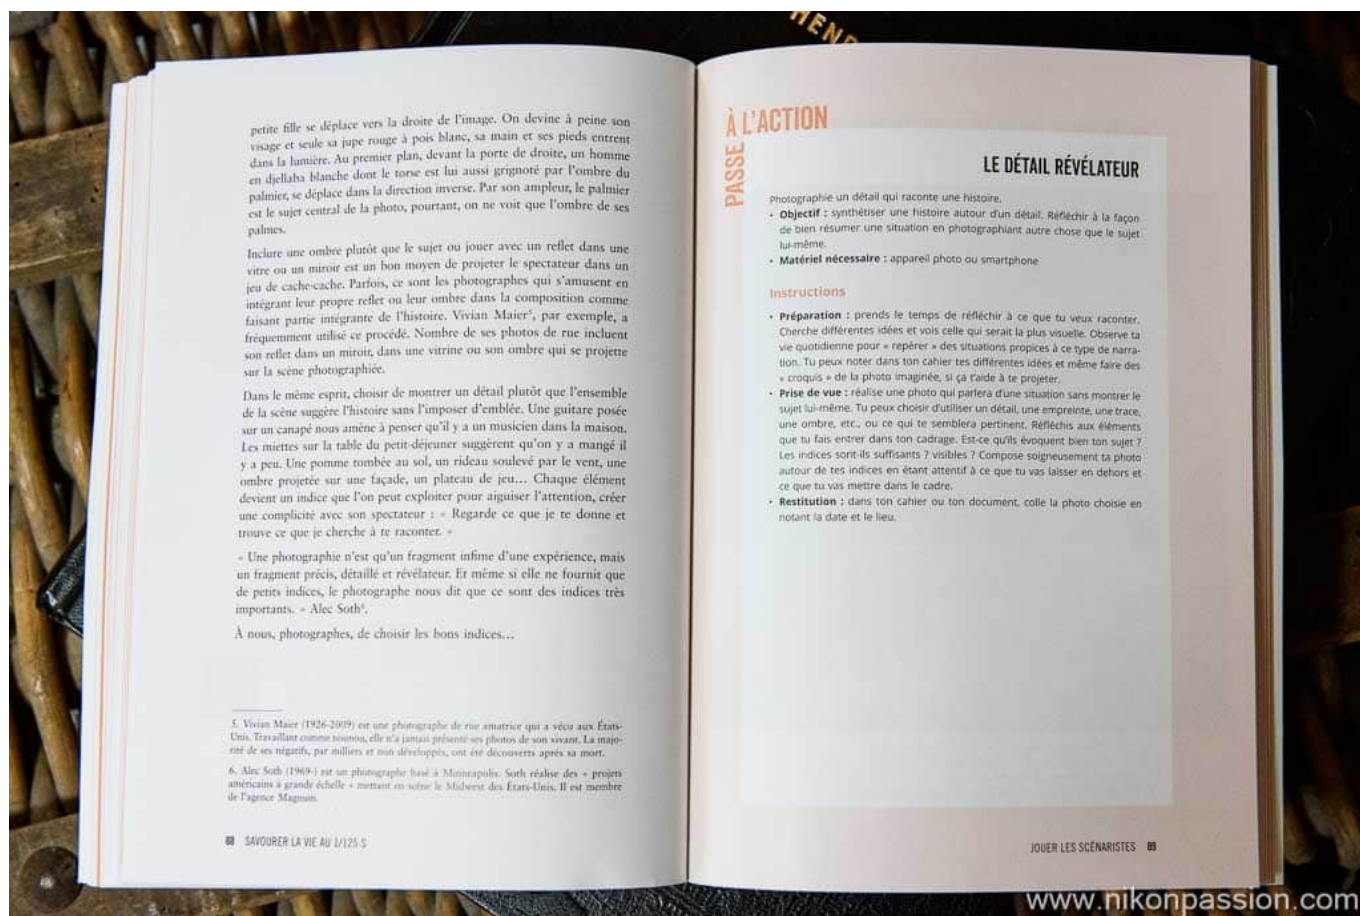 HEND
petite fille se déplace vers la droite de l'image. On devine à peine son
visage et seule sa jupe rouge à pois blanc, sa main et ses pieds entrent
dans la lumière. Au premier plan, devant la porte de droite, un homme
en djellaba blanche dont le torse est lui aussi grignoté par l'ombre du
palmier, se déplace dans la direction inverse. Par son ampleur, le palmier
est le sujet central de la photo, pourtant, on ne voit que l'ombre de ses
palmes.
Inclure une ombre plutôt que le sujet ou jouer avec un reflet dans une
vitre ou un miroir est un bon moyen de projeter le spectateur dans un
jeu de cache-cache. Parfois, ce sont les photographes qui s'amusent en
intégrant leur propre reflet ou leur ombre dans la composition comme
faisant partie intégrante de l'histoire. Vivian Maier⁵, par exemple, a
fréquemment utilisé ce procédé. Nombre de ses photos de rue incluent
son reflet dans un miroir, dans une vitrine ou son ombre qui se projette
sur la scène photographiée.
Dans le même esprit, choisir de montrer un détail plutôt que l'ensemble
de la scène suggère l'histoire sans l'imposer d'emblée. Une guitare posée
sur un canapé nous amène à penser qu'il y a un musicien dans la maison.
Les miettes sur la table du petit-déjeuner suggèrent qu'on y a mangé il
y a peu. Une pomme tombée au sol, un rideau soulevé par le vent, une
ombre projetée sur une façade, un plateau de jeu… Chaque élément
devient un indice que l'on peut exploiter pour aiguiser l'attention, créer
une complicité avec son spectateur : « Regarde ce que je te donne et
trouve ce que je cherche à te raconter. »
« Une photographie n'est qu'un fragment infime d'une expérience, mais
un fragment précis, détaillé et révélateur. Et même si elle ne fournit que
de petits indices, le photographe nous dit que ce sont des indices très
importants. » Alec Soth⁶.
À nous, photographes, de choisir les bons indices…
5. Vivian Maier (1926-2009) est une photographe de rue amatrice qui a vécu aux États-
Unis. Travaillant comme nounou, elle n'a jamais présenté ses photos de son vivant. La majo-
rité de ses négatifs, par milliers et non développés, ont été découverts après sa mort.
6. Alec Soth (1969-) est un photographe basé à Minneapolis. Soth réalise des « projets
américains à grande échelle » mettant en scène le Midwest des États-Unis. Il est membre
de l'agence Magnum.
88 SAVOURER LA VIE AU 1/125 S
PASSE À L'ACTION
LE DÉTAIL RÉVÉLATEUR
Photographie un détail qui raconte une histoire.
• Objectif : synthétiser une histoire autour d'un détail. Réfléchir à la façon
de bien résumer une situation en photographiant autre chose que le sujet
lui-même.
• Matériel nécessaire : appareil photo ou smartphone
Instructions
• Préparation : prends le temps de réfléchir à ce que tu veux raconter.
Cherche différentes idées et vois celle qui serait la plus visuelle. Observe ta
vie quotidienne pour « repérer » des situations propices à ce type de narra-
tion. Tu peux noter dans ton cahier tes différentes idées et même faire des
« croquis » de la photo imaginée, si ça t'aide à te projeter.
• Prise de vue : réalise une photo qui parlera d'une situation sans montrer le
sujet lui-même. Tu peux choisir d'utiliser un détail, une empreinte, une trace,
une ombre, etc., ou ce qui te semblera pertinent. Réfléchis aux éléments
que tu fais entrer dans ton cadrage. Est-ce qu'ils évoquent bien ton sujet ?
Les indices sont-ils suffisants ? visibles ? Compose soigneusement ta photo
autour de tes indices en étant attentif à ce que tu vas laisser en dehors et
ce que tu vas mettre dans le cadre.
• Restitution : dans ton cahier ou ton document, colle la photo choisie en
notant la date et le lieu.
JOUER LES SCÉNARISTES 89
www.nikonpassion.com